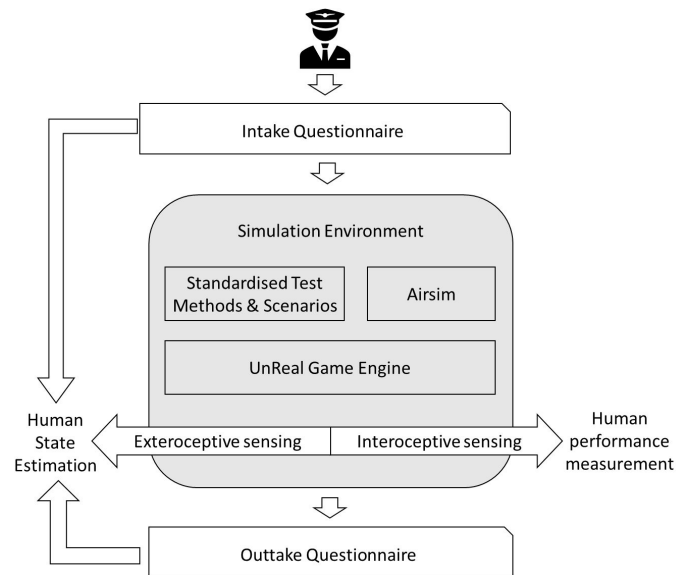 Intake Questionnaire
Simulation Environment
Standardised Test
Methods & Scenarios
Airsim
UnReal Game Engine
Human
State
Estimation
Exteroceptive sensing
Interoceptive sensing
Human
performance
measurement
Outtake Questionnaire